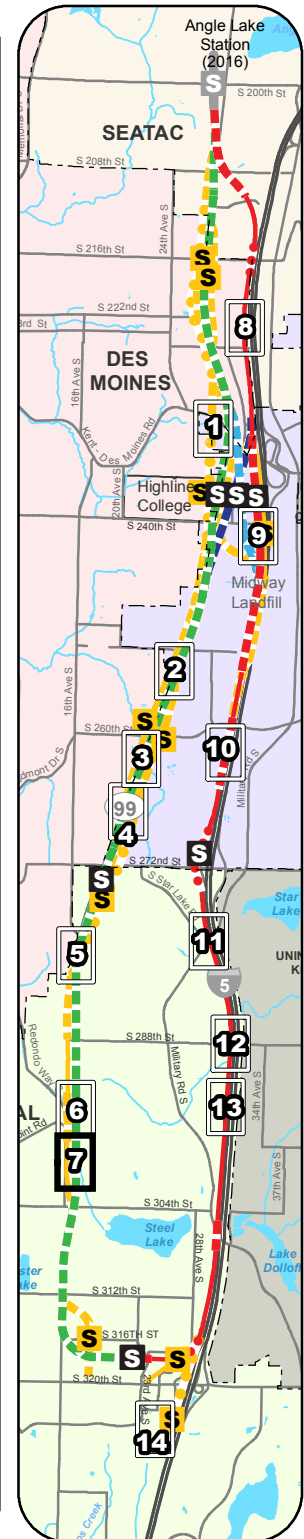 Angle Lake
Station
(2016)
S
S 200th St
SEATAC
S 208th St
24th Ave S
S 216th St
S
S
S 222nd St
8
DES
MOINES
16th Ave S
1
Kent - Des Moines Rd
20th Ave S
Highline
College
S S S S
S 240th St
9
Midway
Landfill
2
16th Ave S
S
S 260th St
S
3
10
Military Rd S
99
4
S 272nd St
S
S
S
S Star Lake
Star
Lake
11
5
5
Redondo Way
S 288th St
12
Military Rd S
34th Ave S
13
6
7
37th Ave S
S 304th St
Steel
Lake
28th Ave S
Lake
S 312th St
S
S 316TH ST
S
S
S 320th St
23rd Ave S
S
14